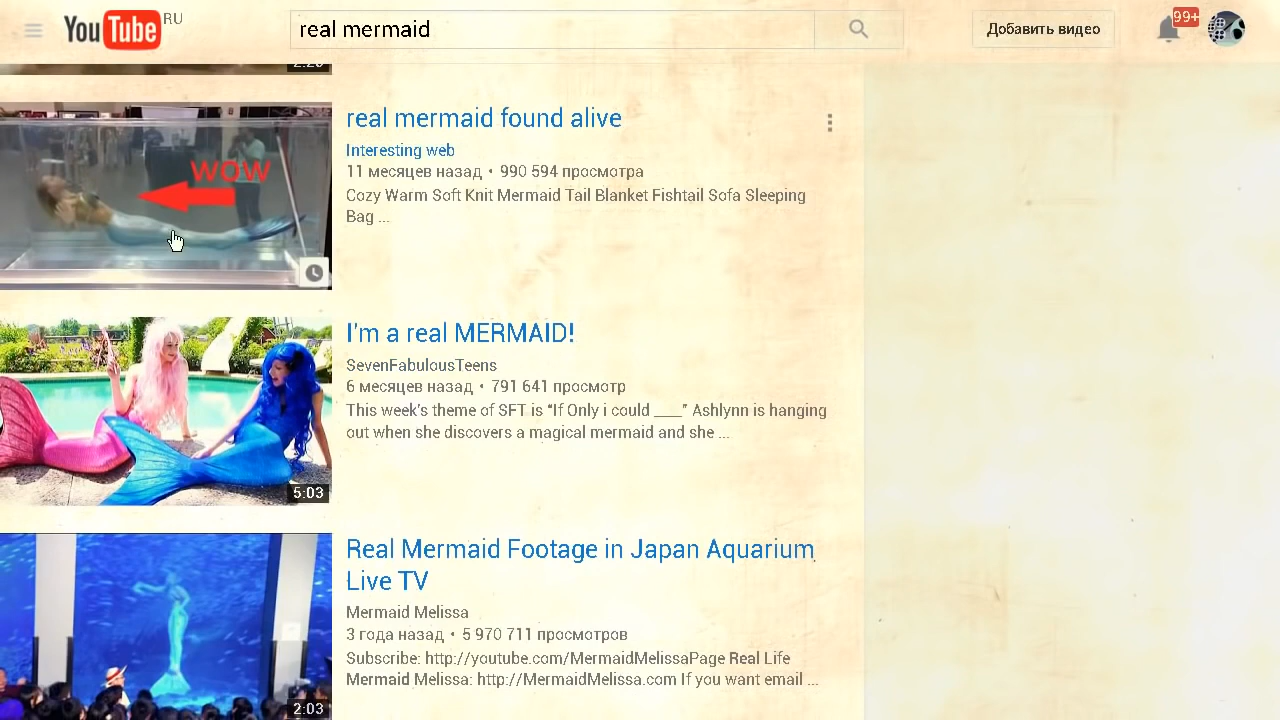 YouTube RU
real mermaid
Добавить видео
99+
2:20
WOW
real mermaid found alive
Interesting web
11 месяцев назад • 990 594 просмотра
Cozy Warm Soft Knit Mermaid Tail Blanket Fishtail Sofa Sleeping
Bag ...
I'm a real MERMAID!
SevenFabulousTeens
6 месяцев назад • 791 641 просмотр
This week's theme of SFT is “If Only i could ____” Ashlynn is hanging
out when she discovers a magical mermaid and she ...
5:03
Real Mermaid Footage in Japan Aquarium
Live TV
Mermaid Melissa
3 года назад • 5 970 711 просмотров
Subscribe: http://youtube.com/MermaidMelissaPage Real Life
Mermaid Melissa: http://MermaidMelissa.com If you want email ...
2:03